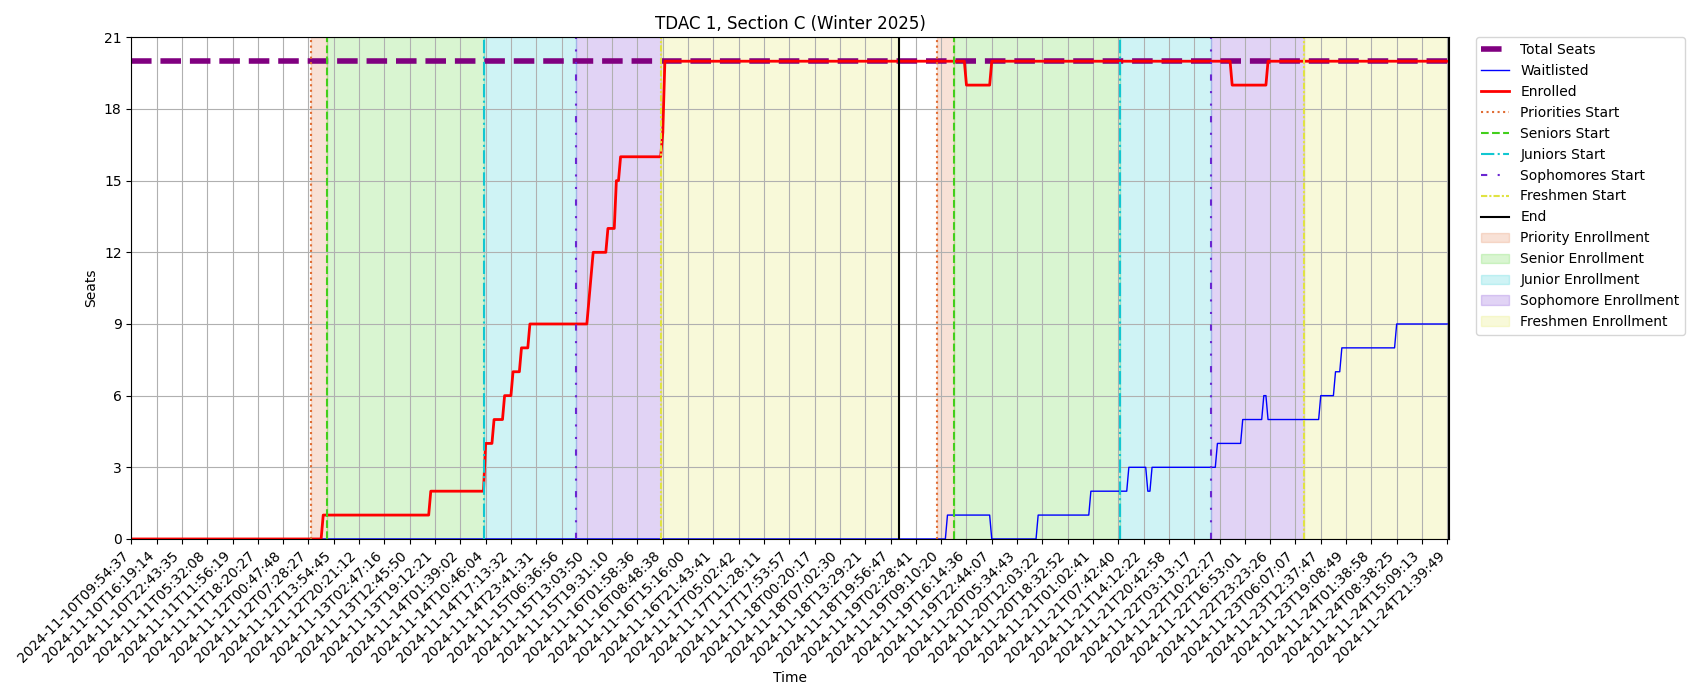 TDAC 1, Section C (Winter 2025)
Seats
21
18
15
12
9
6
3
0
2024-11-10T09:54:37
2024-11-10T16:19:14
2024-11-10T22:43:35
2024-11-11T05:32:08
2024-11-11T11:56:19
2024-11-11T18:20:27
2024-11-12T00:47:48
2024-11-12T07:28:27
2024-11-12T13:54:45
2024-11-12T20:21:12
2024-11-13T02:47:16
2024-11-13T12:45:50
2024-11-13T19:12:21
2024-11-14T01:39:02
2024-11-14T10:46:04
2024-11-14T17:13:32
2024-11-14T23:41:31
2024-11-15T06:36:56
2024-11-15T13:03:50
2024-11-15T19:31:10
2024-11-16T01:58:36
2024-11-16T08:48:38
2024-11-16T15:16:00
2024-11-16T21:43:41
2024-11-17T05:02:42
2024-11-17T11:28:11
2024-11-17T17:53:57
2024-11-18T00:20:17
2024-11-18T07:02:30
2024-11-18T13:29:21
2024-11-18T19:56:47
2024-11-19T02:28:41
2024-11-19T09:10:20
2024-11-19T16:14:36
2024-11-19T22:44:07
2024-11-20T05:34:43
2024-11-20T12:03:22
2024-11-20T18:32:52
2024-11-21T01:02:41
2024-11-21T07:42:40
2024-11-21T14:12:22
2024-11-21T20:42:58
2024-11-22T03:13:17
2024-11-22T10:22:27
2024-11-22T16:53:01
2024-11-22T23:23:26
2024-11-23T06:07:07
2024-11-23T12:37:47
2024-11-23T19:08:49
2024-11-24T01:38:58
2024-11-24T08:38:25
2024-11-24T15:09:13
2024-11-24T21:39:49
Time
Total Seats
Waitlisted
Enrolled
Priorities Start
Seniors Start
Juniors Start
Sophomores Start
Freshmen Start
End
Priority Enrollment
Senior Enrollment
Junior Enrollment
Sophomore Enrollment
Freshmen Enrollment